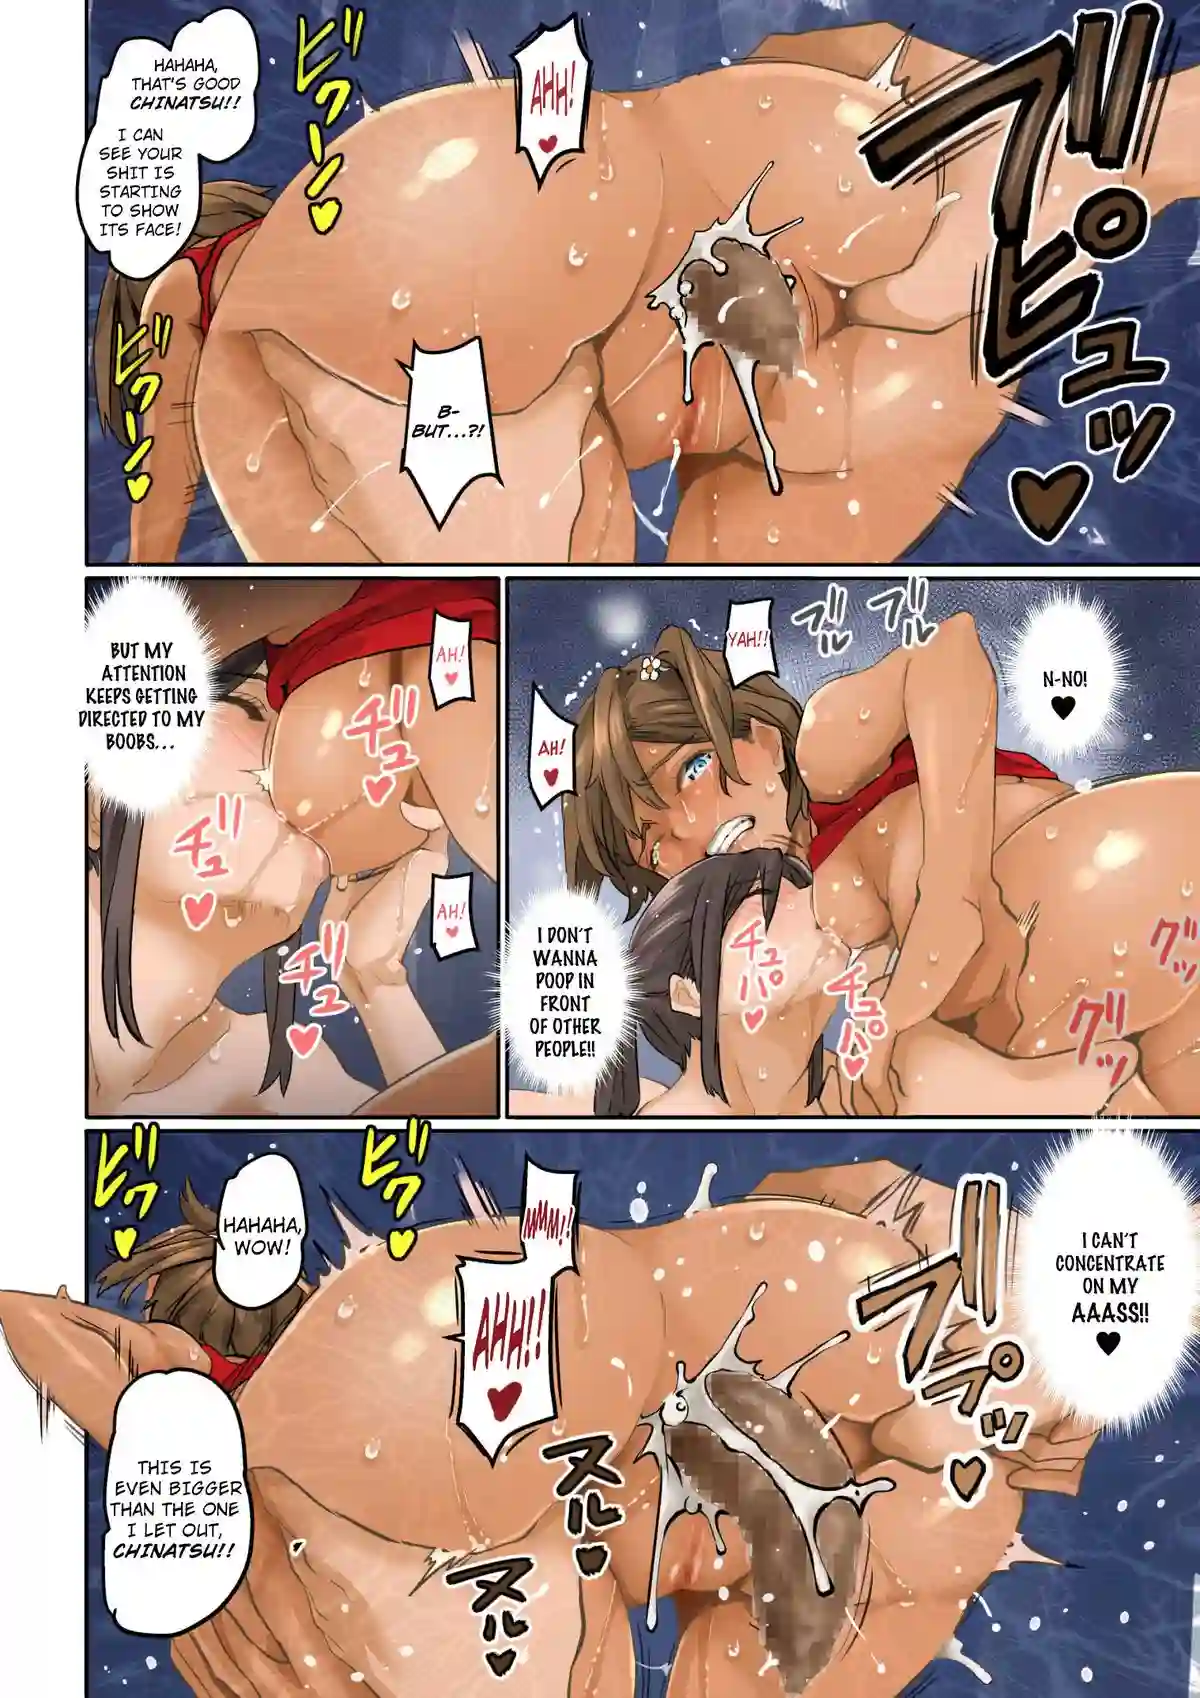 HAHAHA,
THAT'S GOOD
CHINATSU!!
I CAN
SEE YOUR
SHIT IS
STARTING
TO SHOW
ITS FACE!
ビクーン
AHH!
ブピュッ
ビクーン
B-
BUT...?!
BUT MY
ATTENTION
KEEPS GETTING
DIRECTED TO MY
BOOBS...
AH!
チュ
チュ
AH!
チュ
YAH!!
AH!
ブル
ブル
N-NO!
I DON'T
WANNA
POOP IN
FRONT
OF OTHER
PEOPLE!!
チュパ
チュパ
グッ
グッ
ビク
ビク
HAHAHA,
WOW!
MMM!!
AHH!!
ブプッ
I CAN'T
CONCENTRATE
ON MY
AAASS!!
THIS IS
EVEN BIGGER
THAN THE ONE
I LET OUT,
CHINATSU!!
ヌル
ヌル